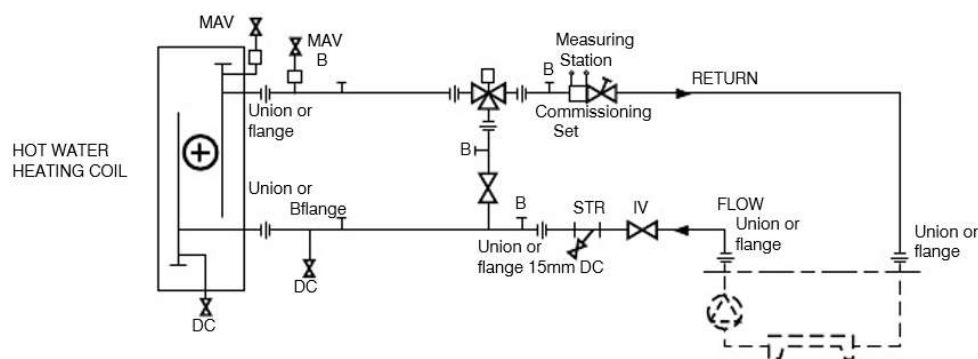 MAV
MAV
B
Measuring
Station
B
RETURN
Union or
flange
Commissioning
Set
B
HOT WATER
HEATING COIL
Union or
Bflange
B
STR
IV
FLOW
Union or
flange
Union or
flange
Union or
flange 15mm DC
DC
DC